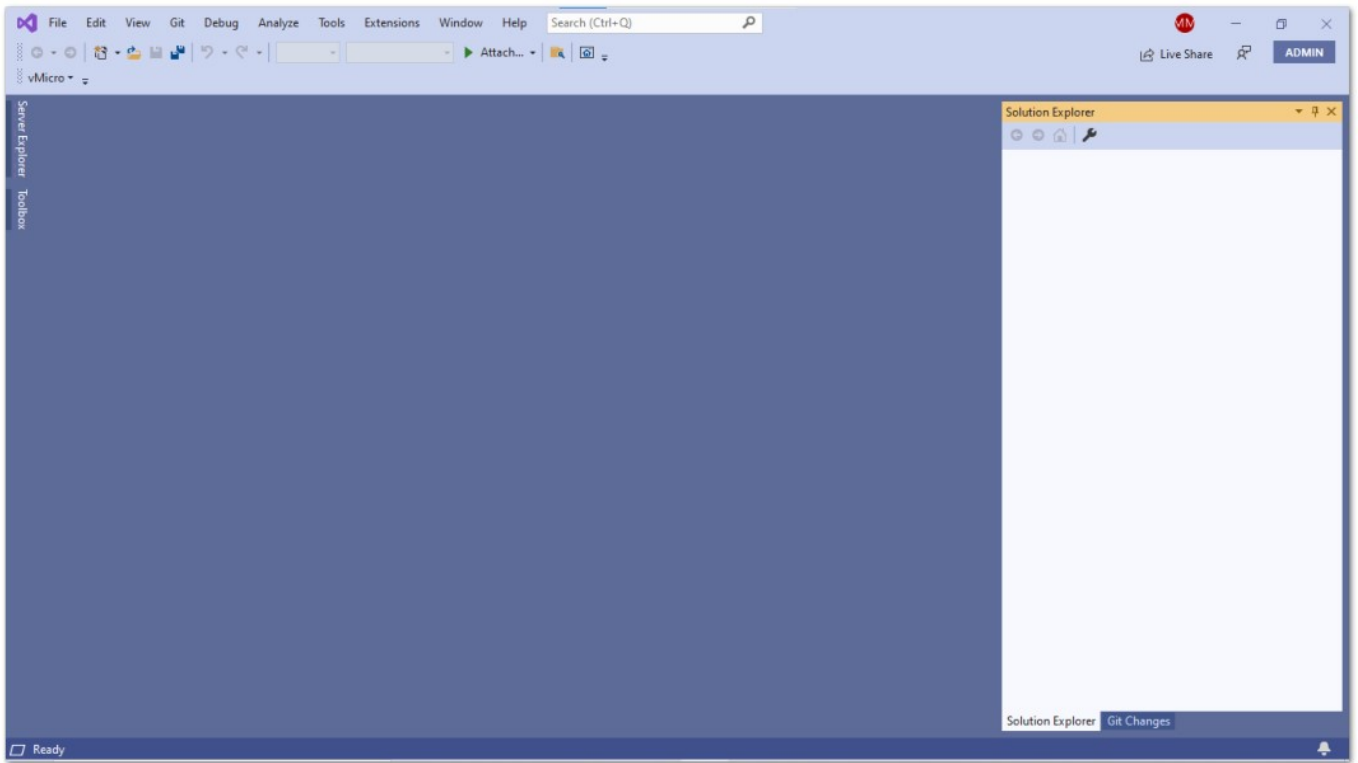 File Edit View Git Debug Analyze Tools Extensions Window Help Search (Ctrl+Q) MM
Attach... Live Share ADMIN
vMicro
Server Explorer
Toolbox
Solution Explorer
Solution Explorer Git Changes
Ready